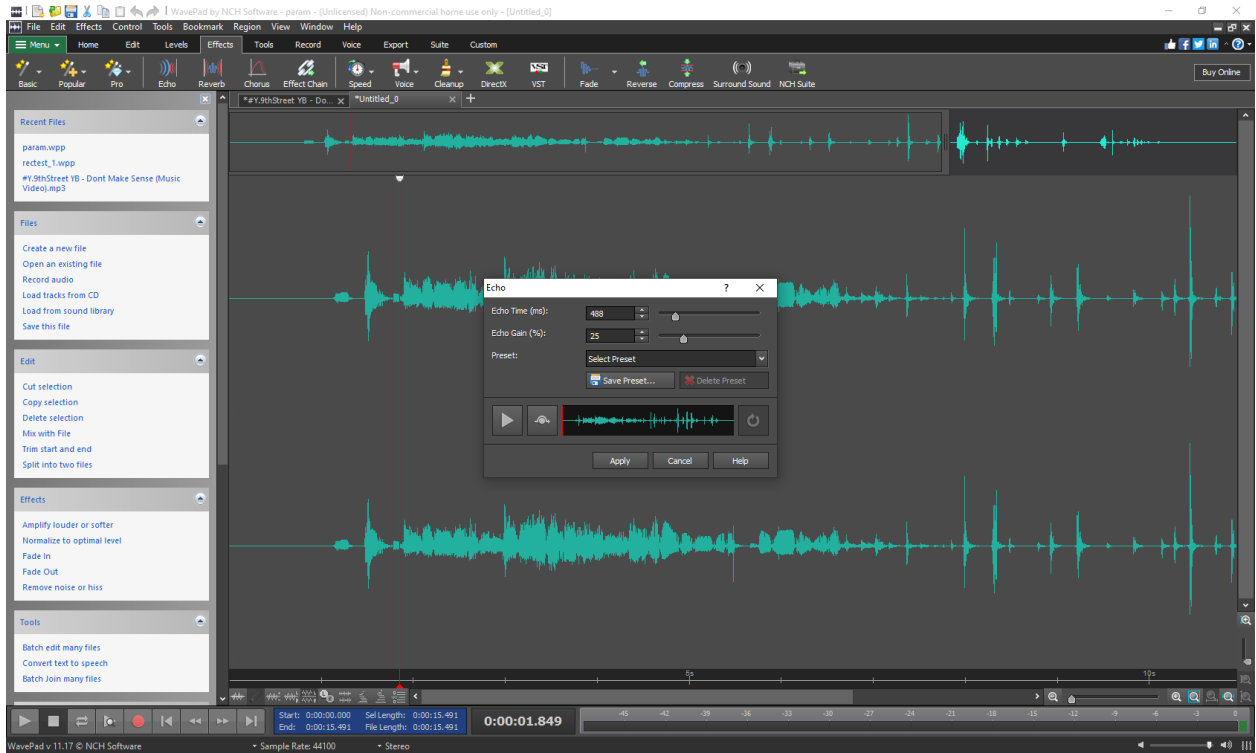 WavePad by NCH Software - param - (Unlicensed) Non-commercial home use only - [Untitled_0]
File Edit Effects Control Tools Bookmark Region View Window Help
Menu Home Edit Levels Effects Tools Record Voice Export Suite Custom
Basic Popular Pro Echo Reverb Chorus Effect Chain Speed Voice Cleanup DirectX VST Fade Reverse Compress Surround Sound NCH Suite Buy Online
*#Y.9thStreet YB - Do... x *Untitled_0 x +
Recent Files
param.wpp
rectest_1.wpp
#Y.9thStreet YB - Dont Make Sense (Music
Video).mp3
Files
Create a new file
Open an existing file
Record audio
Load tracks from CD
Load from sound library
Save this file
Edit
Cut selection
Copy selection
Delete selection
Mix with File
Trim start and end
Split into two files
Effects
Amplify louder or softer
Normalize to optimal level
Fade In
Fade Out
Remove noise or hiss
Tools
Batch edit many files
Convert text to speech
Batch Join many files
Echo ?
Echo Time (ms): 488
Echo Gain (%): 25
Preset: Select Preset
Save Preset... Delete Preset
Apply Cancel Help
5s 10s
Start: 0:00:00.000 Sel Length: 0:00:15.491
End: 0:00:15.491 File Length: 0:00:15.491
0:00:01.849
-45 -42 -39 -36 -33 -30 -27 -24 -21 -18 -15 -12 -9 -6 -3 0
WavePad v 11.17 © NCH Software Sample Rate: 44100 Stereo